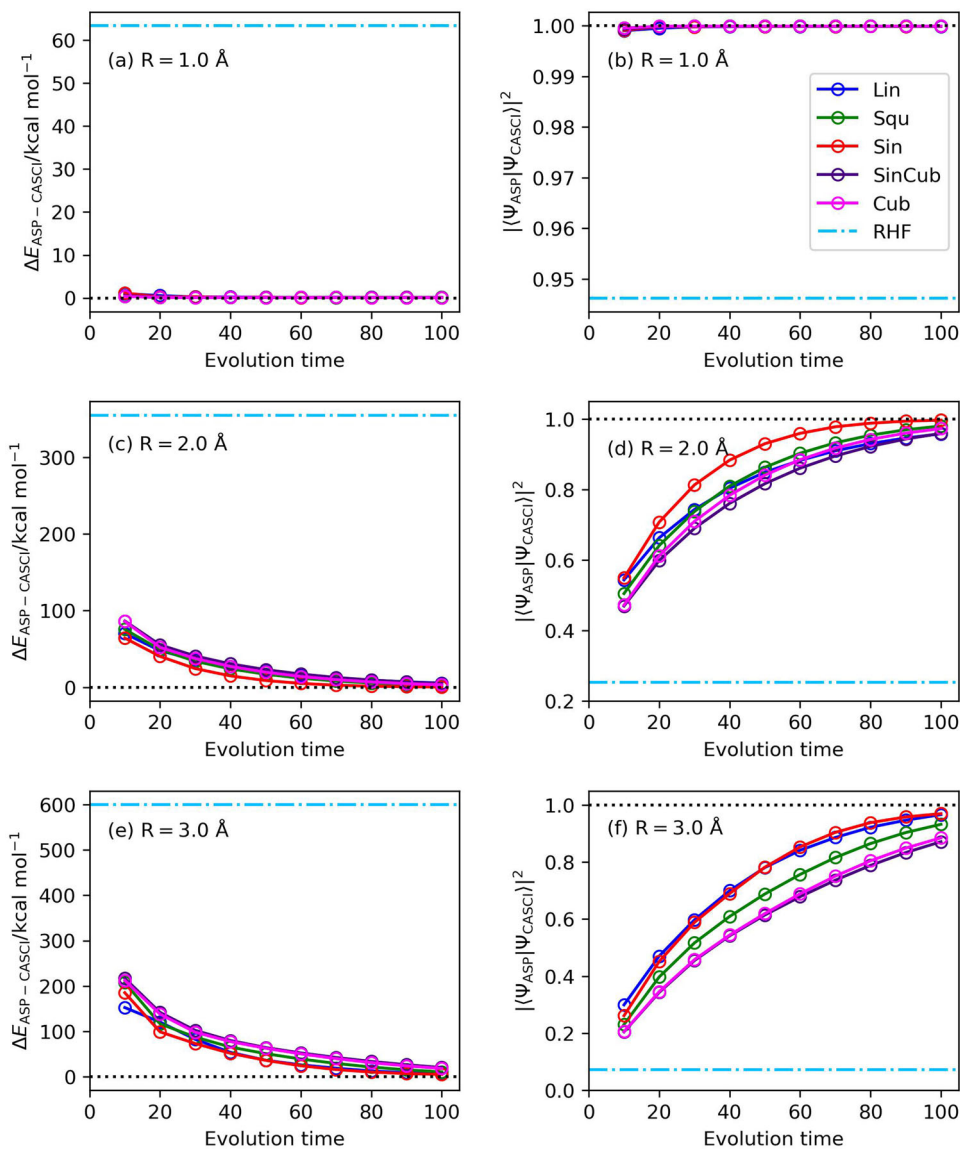 60
50
40
30
20
10
0
(a) R = 1.0 Å
ΔE_ASP−CASCI/kcal mol⁻¹
0 20 40 60 80 100
Evolution time
1.00
0.99
0.98
0.97
0.96
0.95
(b) R = 1.0 Å
|⟨Ψ_ASP|Ψ_CASCI⟩|²
Lin
Squ
Sin
SinCub
Cub
RHF
0 20 40 60 80 100
Evolution time
300
200
100
0
(c) R = 2.0 Å
ΔE_ASP−CASCI/kcal mol⁻¹
0 20 40 60 80 100
Evolution time
1.0
0.8
0.6
0.4
0.2
(d) R = 2.0 Å
|⟨Ψ_ASP|Ψ_CASCI⟩|²
0 20 40 60 80 100
Evolution time
600
500
400
300
200
100
0
(e) R = 3.0 Å
ΔE_ASP−CASCI/kcal mol⁻¹
0 20 40 60 80 100
Evolution time
1.0
0.8
0.6
0.4
0.2
0.0
(f) R = 3.0 Å
|⟨Ψ_ASP|Ψ_CASCI⟩|²
0 20 40 60 80 100
Evolution time